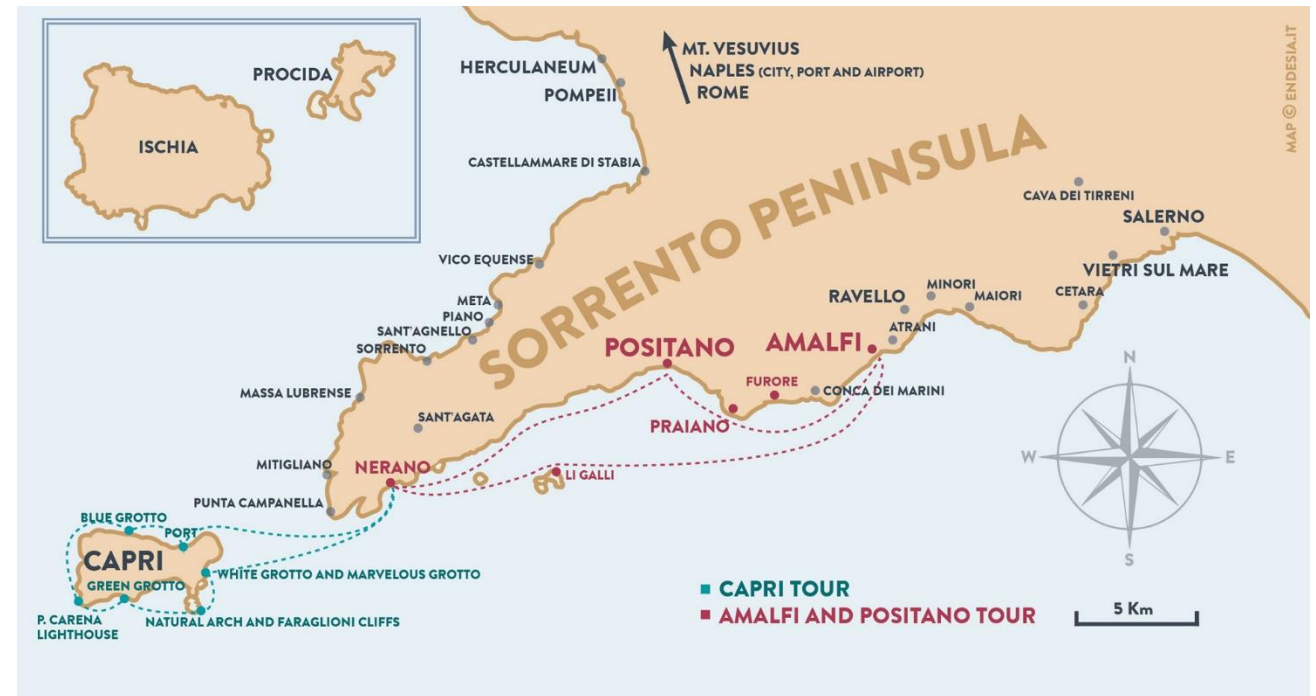 PROCIDA
ISCHIA
HERCULANEUM
POMPEII
MT. VESUVIUS
NAPLES (CITY, PORT AND AIRPORT)
ROME
MAP © ENDESIA.IT
CASTELLAMMARE DI STABIA
SORRENTO PENINSULA
CAVA DEI TIRRENI
SALERNO
VICO EQUENSE
VIETRI SUL MARE
META
PIANO
SANT'AGNELLO
SORRENTO
RAVELLO
MINORI
MAIORI
CETARA
ATRANI
POSITANO
AMALFI
FURORE
CONCA DEI MARINI
PRAIANO
MASSA LUBRENSE
SANT'AGATA
MITIGLIANO
NERANO
LI GALLI
PUNTA CAMPANELLA
BLUE GROTTO
PORT
CAPRI
GREEN GROTTO
WHITE GROTTO AND MARVELOUS GROTTO
P. CARENA
LIGHTHOUSE
NATURAL ARCH AND FARAGLIONI CLIFFS
N
W
E
S
CAPRI TOUR
AMALFI AND POSITANO TOUR
5 Km